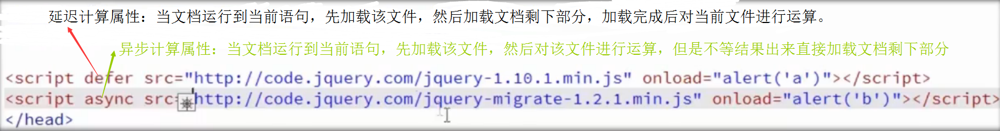 延迟计算属性：当文档运行到当前语句，先加载该文件，然后加载文档剩下部分，加载完成后对当前文件进行运算。
异步计算属性：当文档运行到当前语句，先加载该文件，然后对该文件进行运算，但是不等结果出来直接加载文档剩下部分
<script defer src="http://code.jquery.com/jquery-1.10.1.min.js" onload="alert('a')"></script>
<script async src="http://code.jquery.com/jquery-migrate-1.2.1.min.js" onload="alert('b')"></script>
</head>